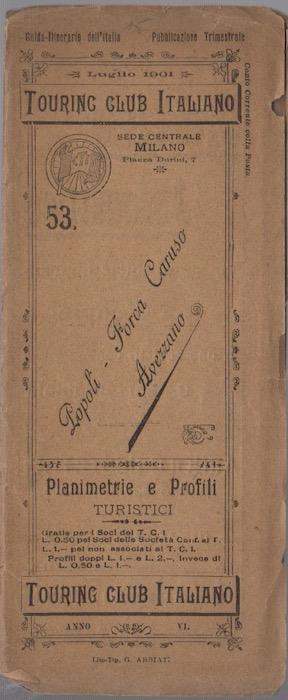 Guida-Itinerario dell'Italia Pubblicazione Trimestrale
Luglio 1901
TOURING CLUB ITALIANO
Conto Corrente colla Posta.
SEDE CENTRALE
MILANO
Piazza Durini, 7
53.
Popoli - Forca Caruso
Avezzano
Planimetrie e Profili
TURISTICI
Gratis per i Soci del T. C. I.
L. 0.50 pei Soci delle Società Conf. al T.
L. 1.— pei non associati al T. C. I.
Profili doppi L. 1.— e L. 2.—, invece di
L. 0.50 e L. 1.—.
TOURING CLUB ITALIANO
ANNO VI.
Lito-Tip. G. ABBIATI